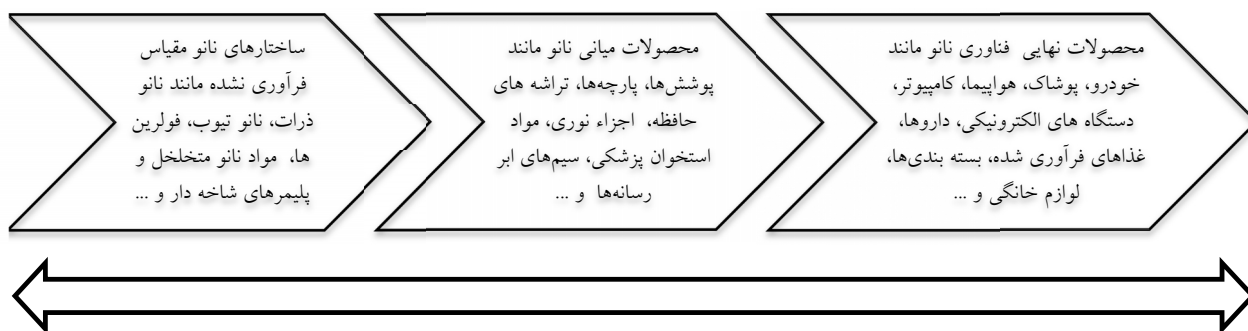 ساختارهای نانو مقیاس
فرآوری نشده مانند نانو
ذرات، نانو تیوب، فولرین
ها، مواد نانو متخلخل و
پلیمرهای شاخه دار و ...
محصولات میانی نانو مانند
پوشش‌ها، پارچه‌ها، تراشه های
حافظه، اجزاء نوری، مواد
استخوان پزشکی، سیم‌های ابر
رسانه‌ها و ...
محصولات نهایی فناوری نانو مانند
خودرو، پوشاک، هواپیما، کامپیوتر،
دستگاه های الکترونیکی، داروها،
غذاهای فرآوری شده، بسته بندی‌ها،
لوازم خانگی و ...